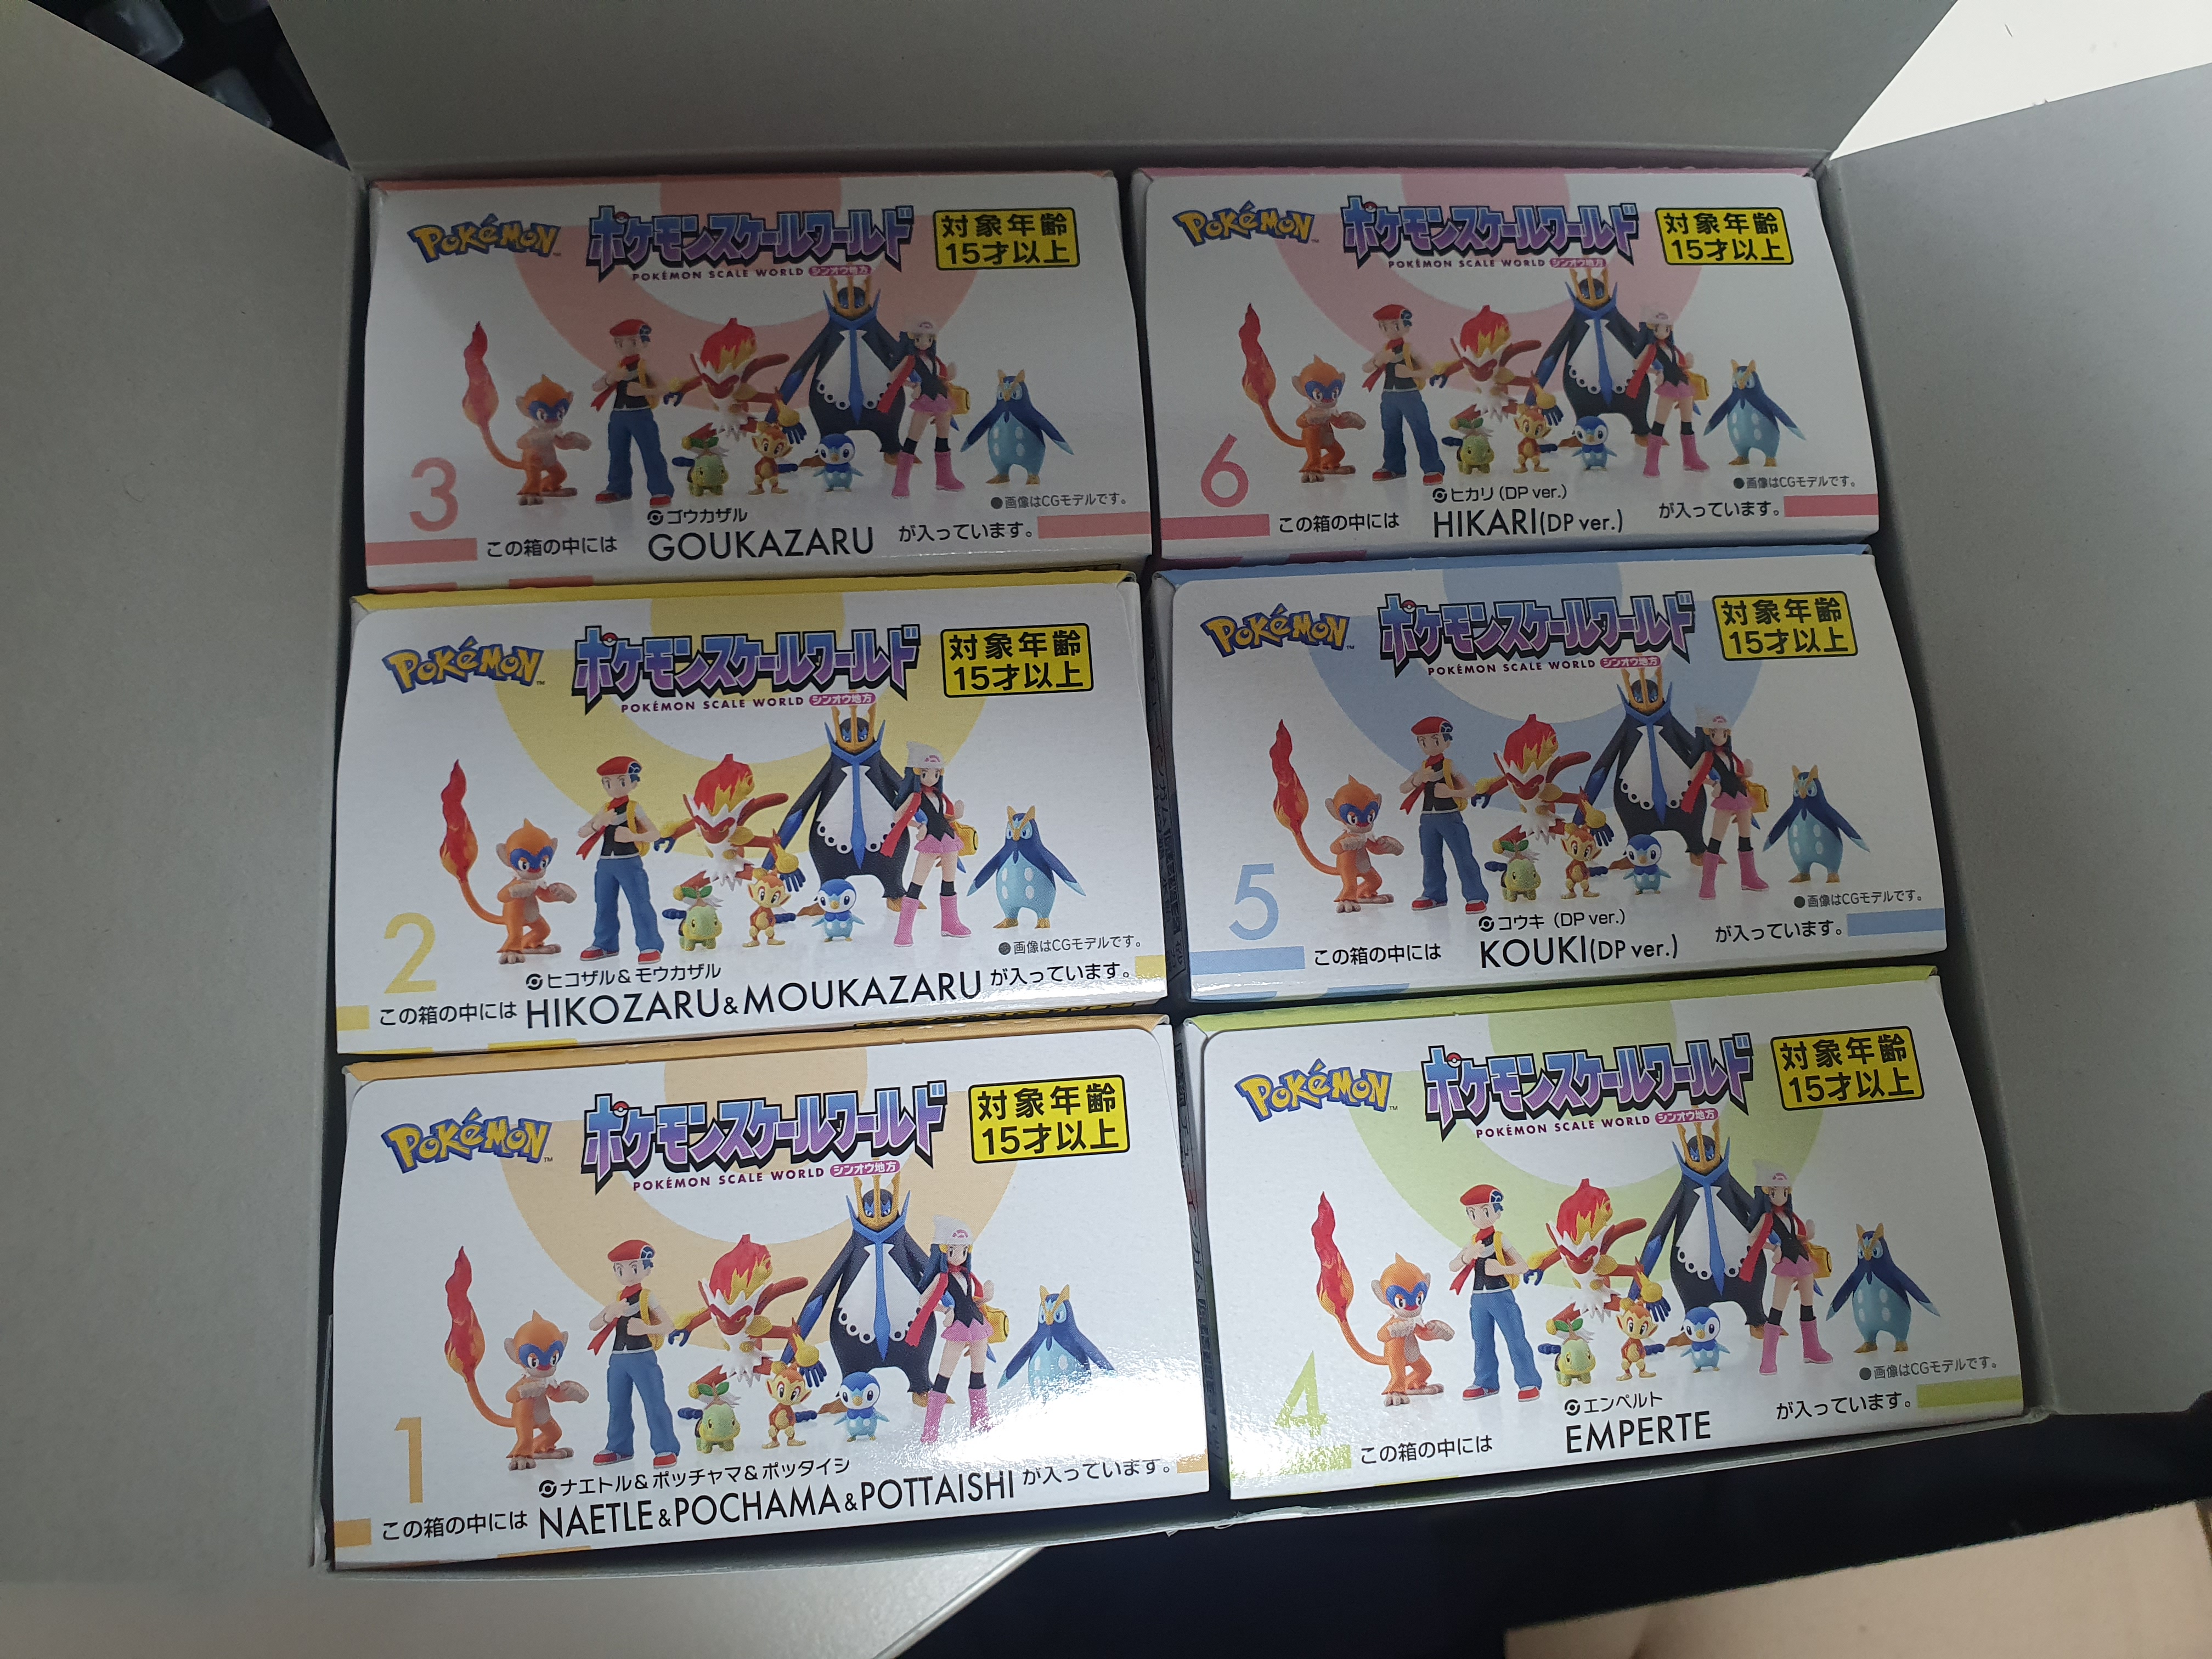 Pokémon
ポケモンスケールワールド
POKÉMON SCALE WORLD シンオウ地方
対象年齢
15才以上
3
●画像はCGモデルです。
ゴウカザル
この箱の中には GOUKAZARU が入っています。
Pokémon
ポケモンスケールワールド
POKÉMON SCALE WORLD シンオウ地方
対象年齢
15才以上
6
●画像はCGモデルです。
ヒカリ (DP ver.)
この箱の中には HIKARI(DP ver.) が入っています。
Pokémon
ポケモンスケールワールド
POKÉMON SCALE WORLD シンオウ地方
対象年齢
15才以上
2
●画像はCGモデルです。
ヒコザル&モウカザル
この箱の中には HIKOZARU&MOUKAZARU が入っています。
Pokémon
ポケモンスケールワールド
POKÉMON SCALE WORLD シンオウ地方
対象年齢
15才以上
5
●画像はCGモデルです。
コウキ (DP ver.)
この箱の中には KOUKI(DP ver.) が入っています。
Pokémon
ポケモンスケールワールド
POKÉMON SCALE WORLD シンオウ地方
対象年齢
15才以上
1
ナエトル&ポッチャマ&ポッタイシ
この箱の中には NAETLE&POCHAMA&POTTAISHI が入っています。
Pokémon
ポケモンスケールワールド
POKÉMON SCALE WORLD シンオウ地方
対象年齢
15才以上
4
●画像はCGモデルです。
エンペルト
この箱の中には EMPERTE が入っています。